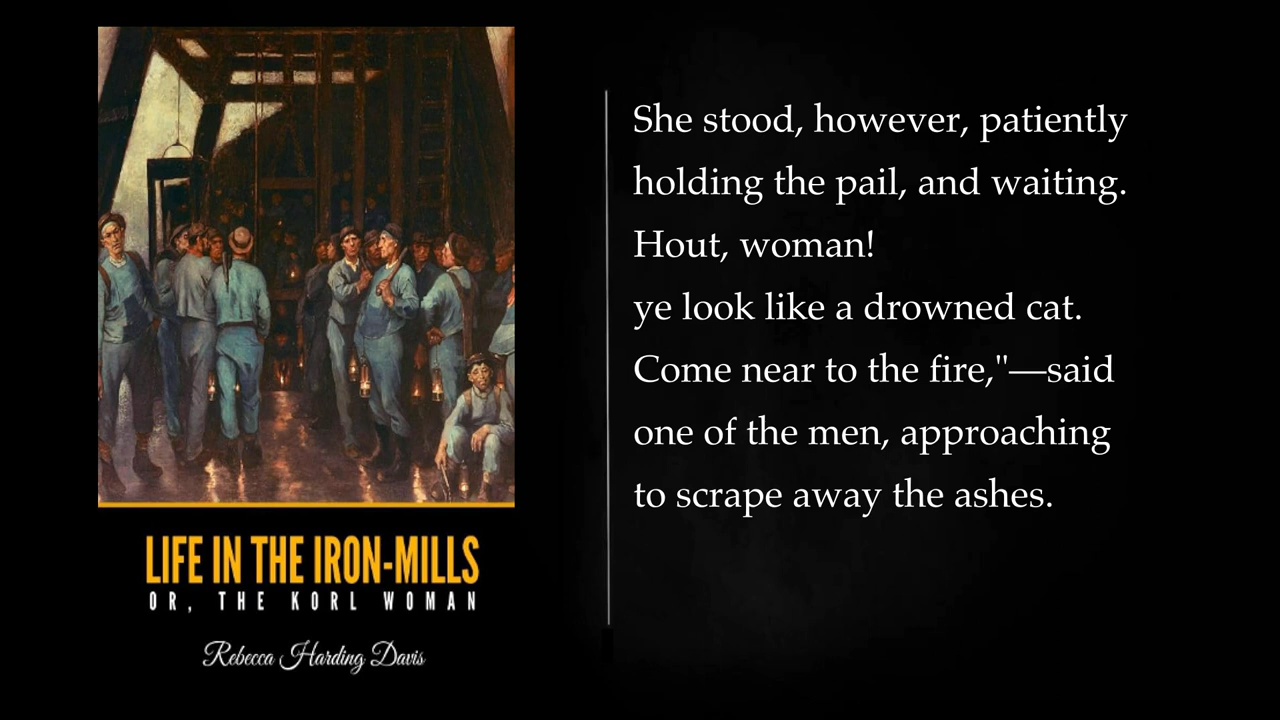 She stood, however, patiently
holding the pail, and waiting.
Hout, woman!
ye look like a drowned cat.
Come near to the fire,"—said
one of the men, approaching
to scrape away the ashes.
LIFE IN THE IRON-MILLS
OR, THE KORL WOMAN
Rebecca Harding Davis